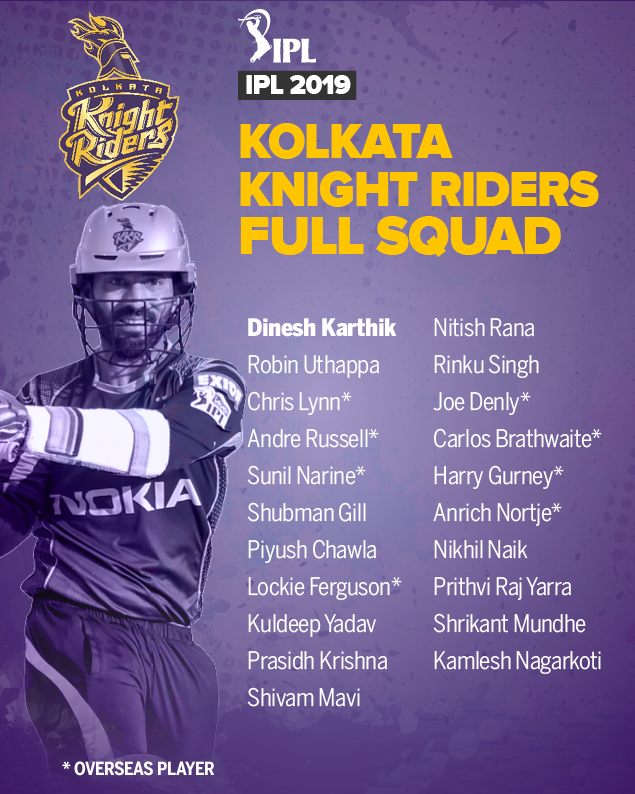 KOLKATA
Knight
Riders
IPL
IPL 2019
KOLKATA
KNIGHT RIDERS
FULL SQUAD
KKR
EXIDE
IPL
NOKIA
Dinesh Karthik
Robin Uthappa
Chris Lynn*
Andre Russell*
Sunil Narine*
Shubman Gill
Piyush Chawla
Lockie Ferguson*
Kuldeep Yadav
Prasidh Krishna
Shivam Mavi
Nitish Rana
Rinku Singh
Joe Denly*
Carlos Brathwaite*
Harry Gurney*
Anrich Nortje*
Nikhil Naik
Prithvi Raj Yarra
Shrikant Mundhe
Kamlesh Nagarkoti
* OVERSEAS PLAYER